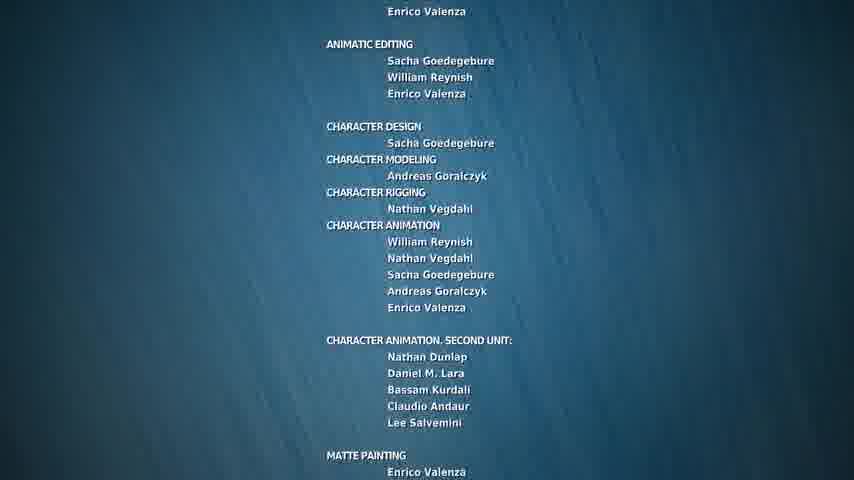 Enrico Valenza
ANIMATIC EDITING
Sacha Goedegebure
William Reynish
Enrico Valenza
CHARACTER DESIGN
Sacha Goedegebure
CHARACTER MODELING
Andreas Goralczyk
CHARACTER RIGGING
Nathan Vegdahl
CHARACTER ANIMATION
William Reynish
Nathan Vegdahl
Sacha Goedegebure
Andreas Goralczyk
Enrico Valenza
CHARACTER ANIMATION, SECOND UNIT:
Nathan Dunlap
Daniel M. Lara
Bassam Kurdali
Claudio Andaur
Lee Salvemini
MATTE PAINTING
Enrico Valenza